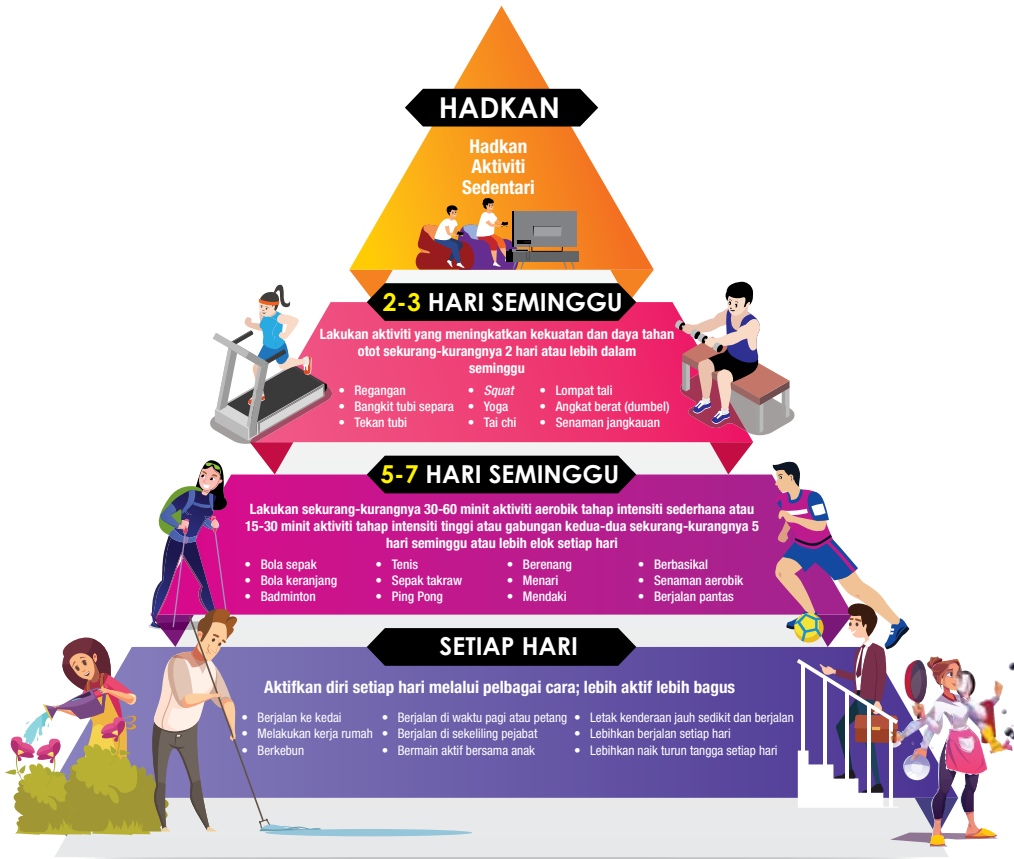 HADKAN
Hadkan
Aktiviti
Sedentari
2-3 HARI SEMINGGU
Lakukan aktiviti yang meningkatkan kekuatan dan daya tahan
otot sekurang-kurangnya 2 hari atau lebih dalam
seminggu
• Regangan
• Bangkit tubi separa
• Tekan tubi
• Squat
• Yoga
• Tai chi
• Lompat tali
• Angkat berat (dumbel)
• Senaman jangkauan
5-7 HARI SEMINGGU
Lakukan sekurang-kurangnya 30-60 minit aktiviti aerobik tahap intensiti sederhana atau
15-30 minit aktiviti tahap intensiti tinggi atau gabungan kedua-dua sekurang-kurangnya 5
hari seminggu atau lebih elok setiap hari
• Bola sepak
• Bola keranjang
• Badminton
• Tenis
• Sepak takraw
• Ping Pong
• Berenang
• Menari
• Mendaki
• Berbasikal
• Senaman aerobik
• Berjalan pantas
SETIAP HARI
Aktifkan diri setiap hari melalui pelbagai cara; lebih aktif lebih bagus
• Berjalan ke kedai
• Melakukan kerja rumah
• Berkebun
• Berjalan di waktu pagi atau petang
• Berjalan di sekeliling pejabat
• Bermain aktif bersama anak
• Letak kenderaan jauh sedikit dan berjalan
• Lebihkan berjalan setiap hari
• Lebihkan naik turun tangga setiap hari